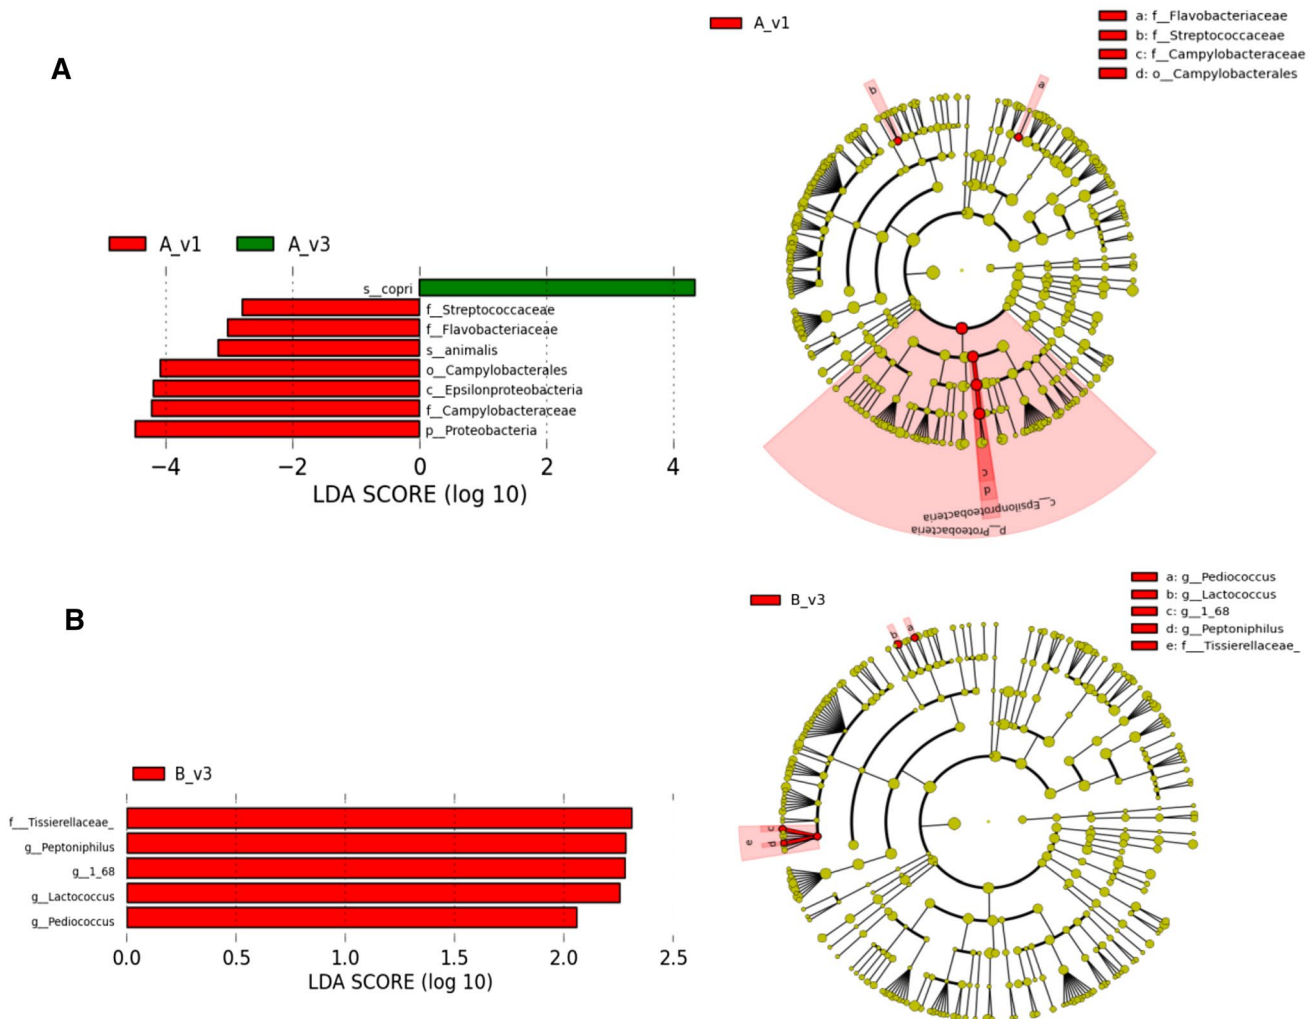 A
A_v1 A_v3
s__copri
f__Streptococcaceae
f__Flavobacteriaceae
s__animalis
o__Campylobacterales
c__Epsilonproteobacteria
f__Campylobacteraceae
p__Proteobacteria
−4 −2 0 2 4
LDA SCORE (log 10)
A_v1
a: f__Flavobacteriaceae
b: f__Streptococcaceae
c: f__Campylobacteraceae
d: o__Campylobacterales
b a
c
d
c__Epsilonproteobacteria
p__Proteobacteria
B
B_v3
f___Tissierellaceae_
g__Peptoniphilus
g__1_68
g__Lactococcus
g__Pediococcus
0.0 0.5 1.0 1.5 2.0 2.5
LDA SCORE (log 10)
B_v3
a: g__Pediococcus
b: g__Lactococcus
c: g__1_68
d: g__Peptoniphilus
e: f___Tissierellaceae_
b a
c
e d